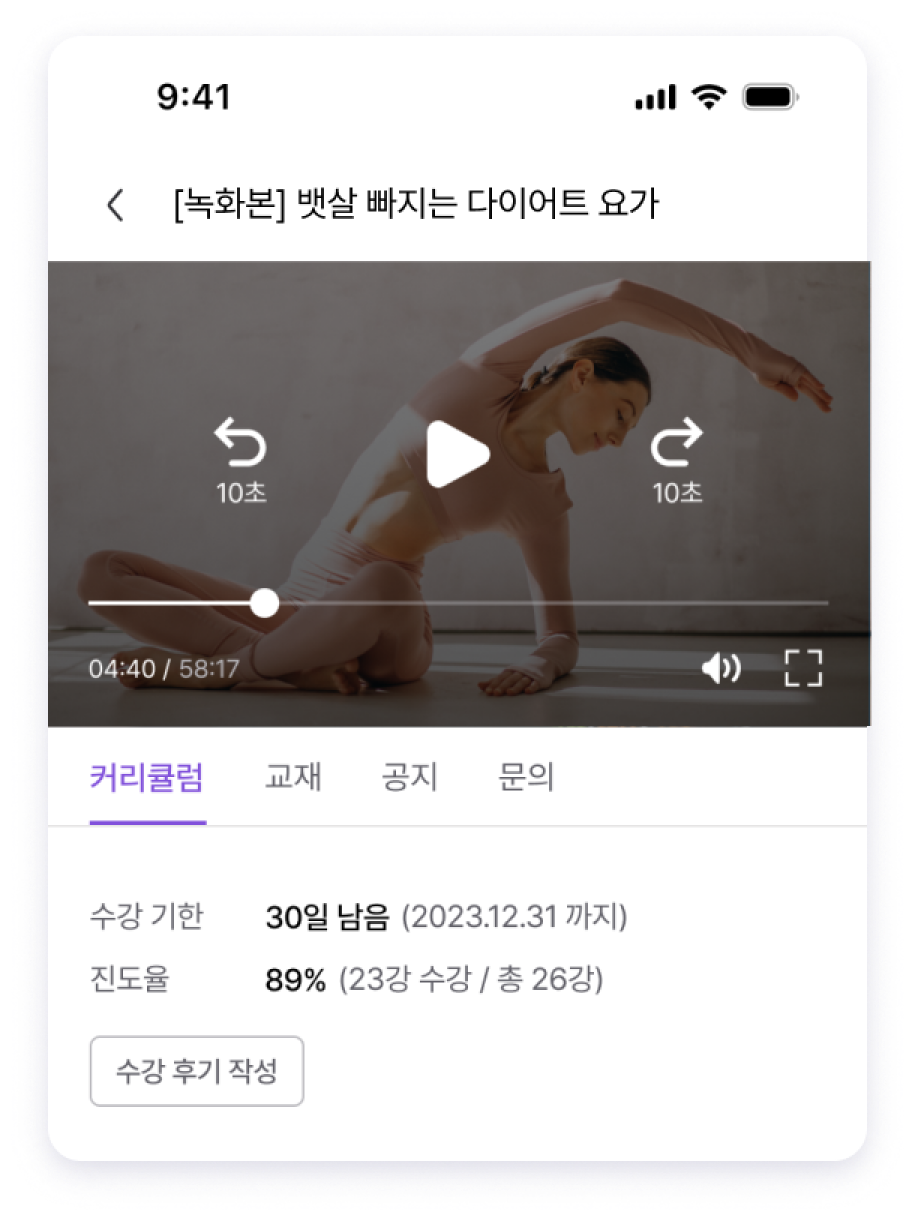 9:41
[녹화본] 뱃살 빠지는 다이어트 요가
10초 10초
04:40 / 58:17
커리큘럼 교재 공지 문의
수강 기한 30일 남음 (2023.12.31 까지)
진도율 89% (23강 수강 / 총 26강)
수강 후기 작성